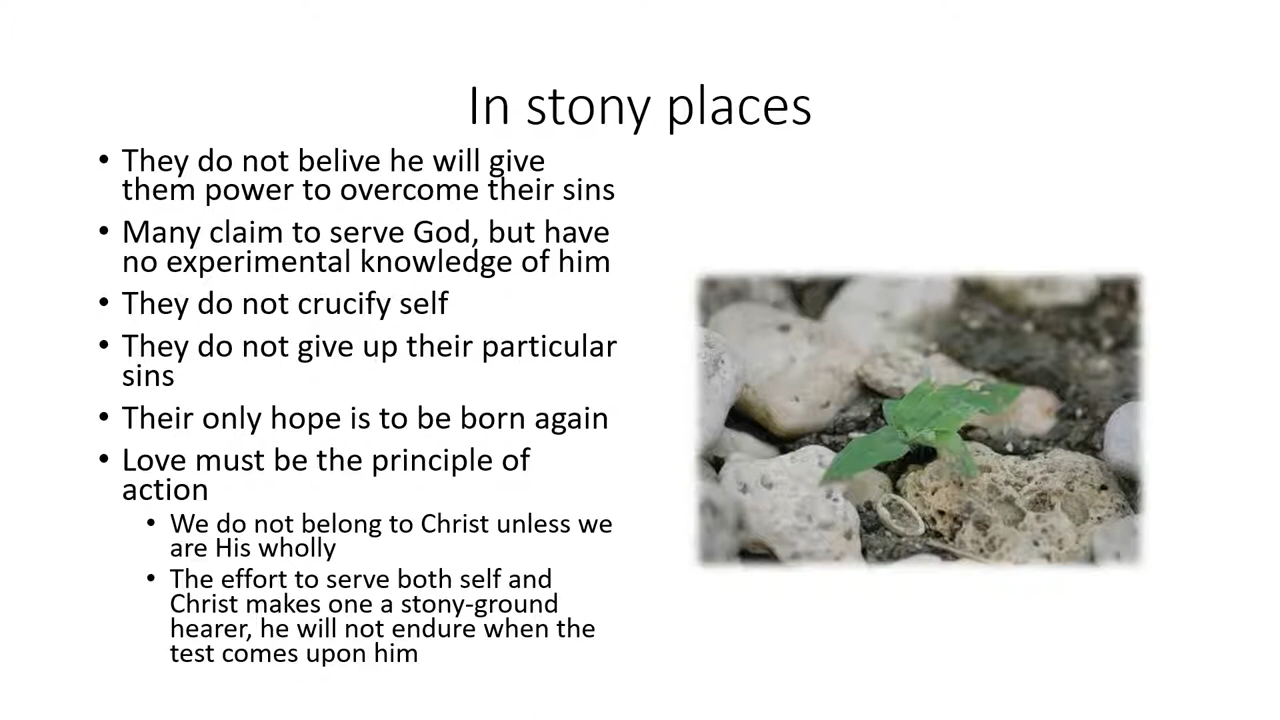 In stony places
• They do not belive he will give
them power to overcome their sins
• Many claim to serve God, but have
no experimental knowledge of him
• They do not crucify self
• They do not give up their particular
sins
• Their only hope is to be born again
• Love must be the principle of
action
• We do not belong to Christ unless we
are His wholly
• The effort to serve both self and
Christ makes one a stony-ground
hearer, he will not endure when the
test comes upon him